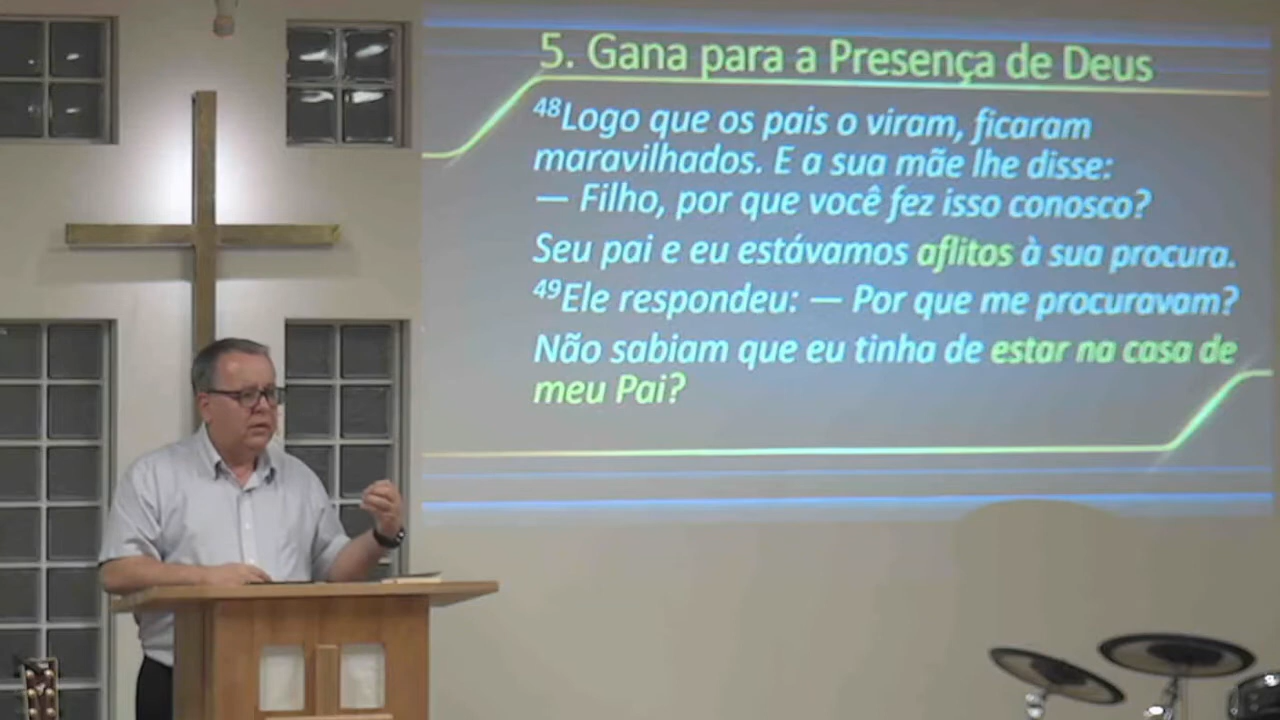 5. Gana para a Presença de Deus
48Logo que os pais o viram, ficaram
maravilhados. E a sua mãe lhe disse:
— Filho, por que você fez isso conosco?
Seu pai e eu estávamos aflitos à sua procura.
49Ele respondeu: — Por que me procuravam?
Não sabiam que eu tinha de estar na casa de
meu Pai?